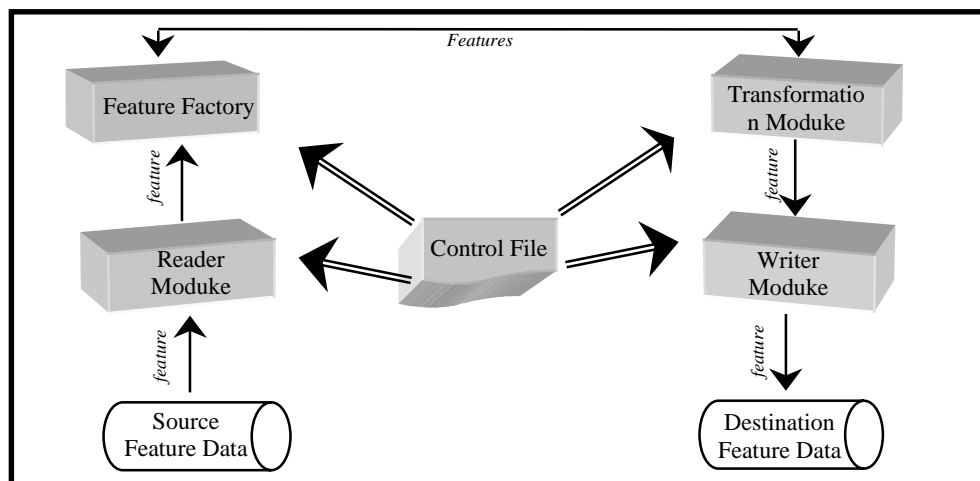 Features
Feature Factory
Transformatio
n Moduke
feature
feature
Control File
Reader
Moduke
Writer
Moduke
feature
feature
Source
Feature Data
Destination
Feature Data